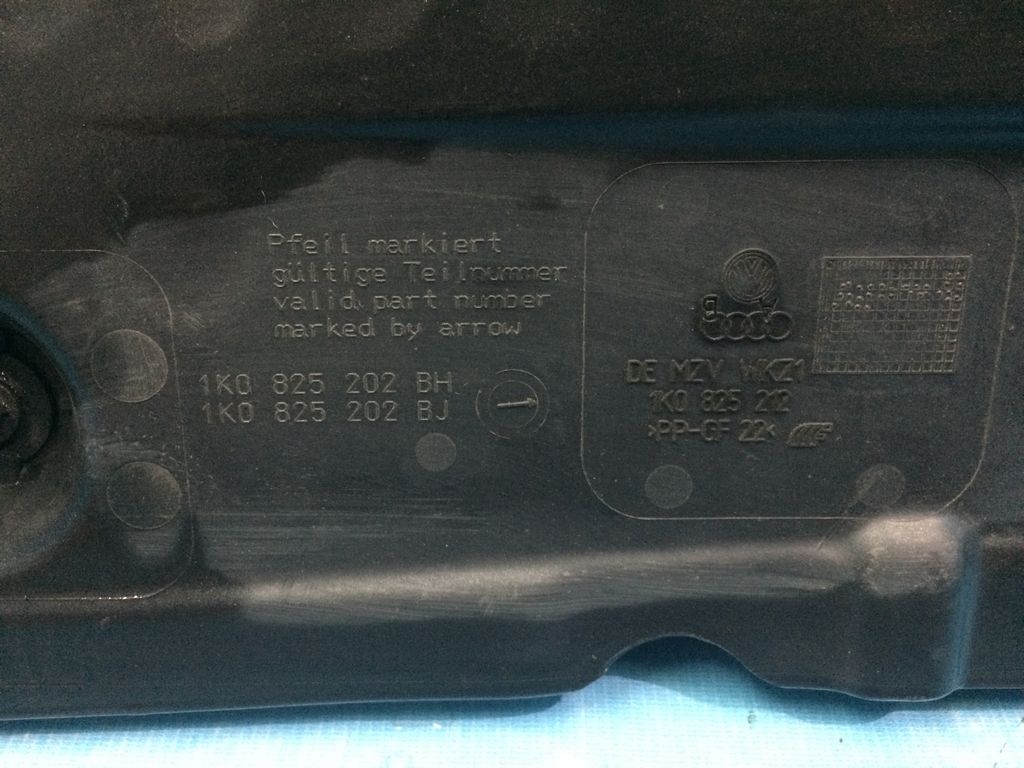 Pfeil markiert
gültige Teilnummer
valid part number
marked by arrow
1K0 825 202 BH
1K0 825 202 BJ
DE MZV WKZ1
1K0 825 212
>PP-GF 22<